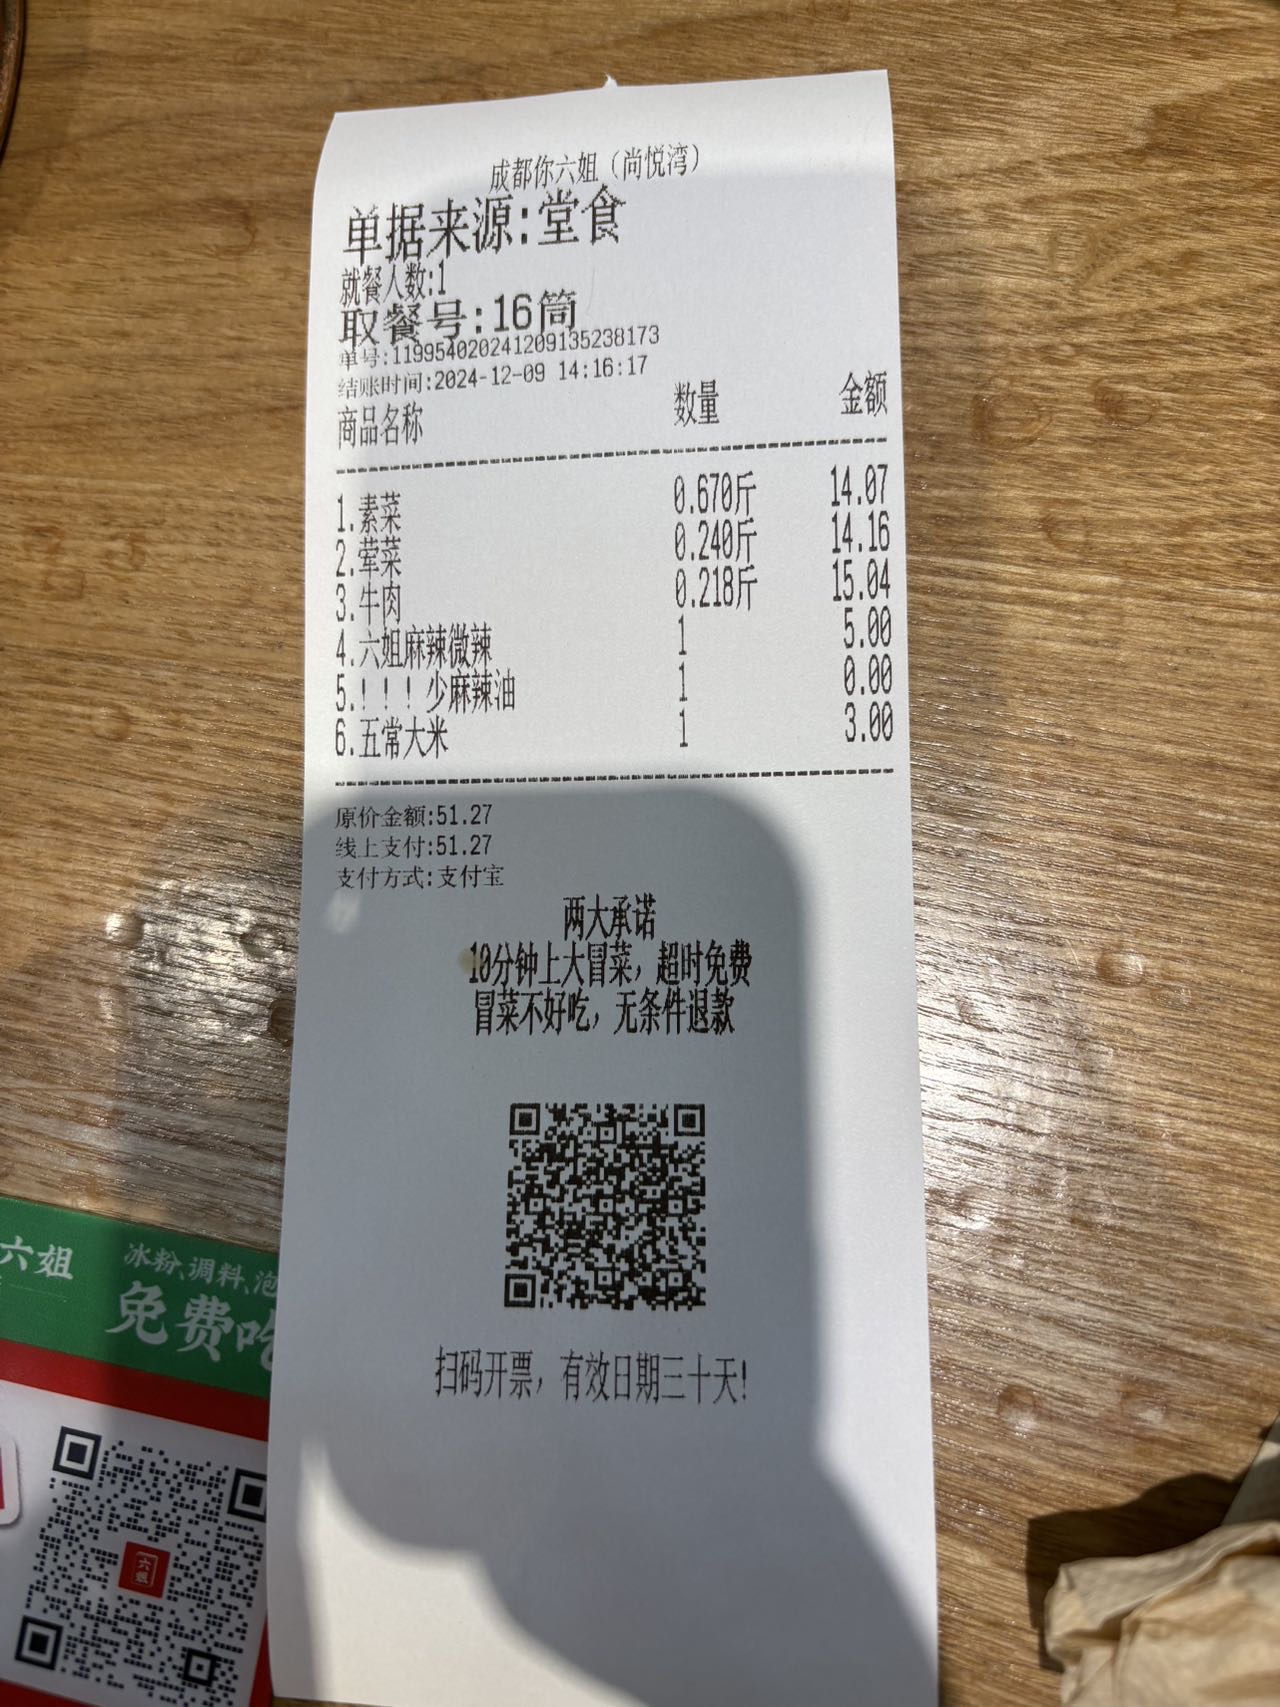 成都你六姐（尚悦湾）
单据来源:堂食
就餐人数:1
取餐号:16筒
单号:119954020241209135238173
结账时间:2024-12-09 14:16:17
商品名称 数量 金额
1.素菜 0.670斤 14.07
2.荤菜 0.240斤 14.16
3.牛肉 0.218斤 15.04
4.六姐麻辣微辣 1 5.00
5.！！！少麻辣油 1 0.00
6.五常大米 1 3.00
原价金额:51.27
线上支付:51.27
支付方式:支付宝
两大承诺
10分钟上大冒菜，超时免费
冒菜不好吃，无条件退款
扫码开票，有效日期三十天!
六姐
冰粉、调料、泡
免费吃
六姐